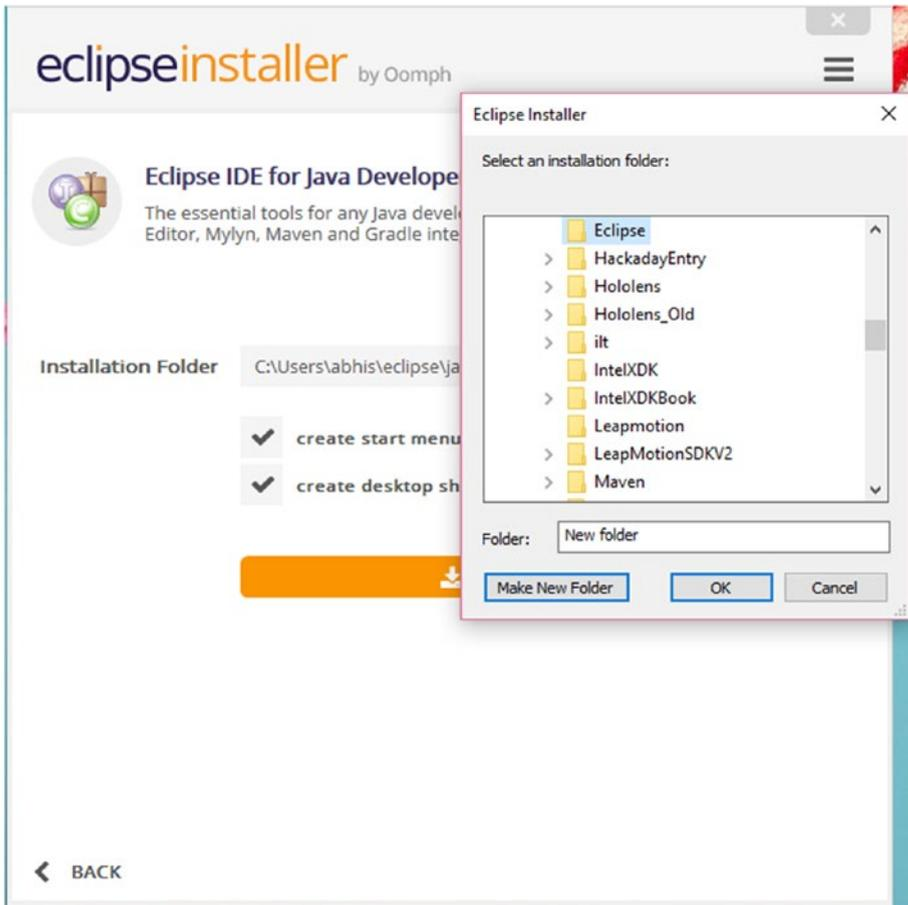 eclipseinstaller by Oomph
Eclipse IDE for Java Develope
The essential tools for any Java devel
Editor, Mylyn, Maven and Gradle inte
Installation Folder
C:\Users\abhis\eclipse\ja
create start menu
create desktop sh
BACK
Eclipse Installer
Select an installation folder:
Eclipse
HackadayEntry
Hololens
Hololens_Old
ilt
IntelXDK
IntelXDKBook
Leapmotion
LeapMotionSDKV2
Maven
Folder:
New folder
Make New Folder
OK
Cancel